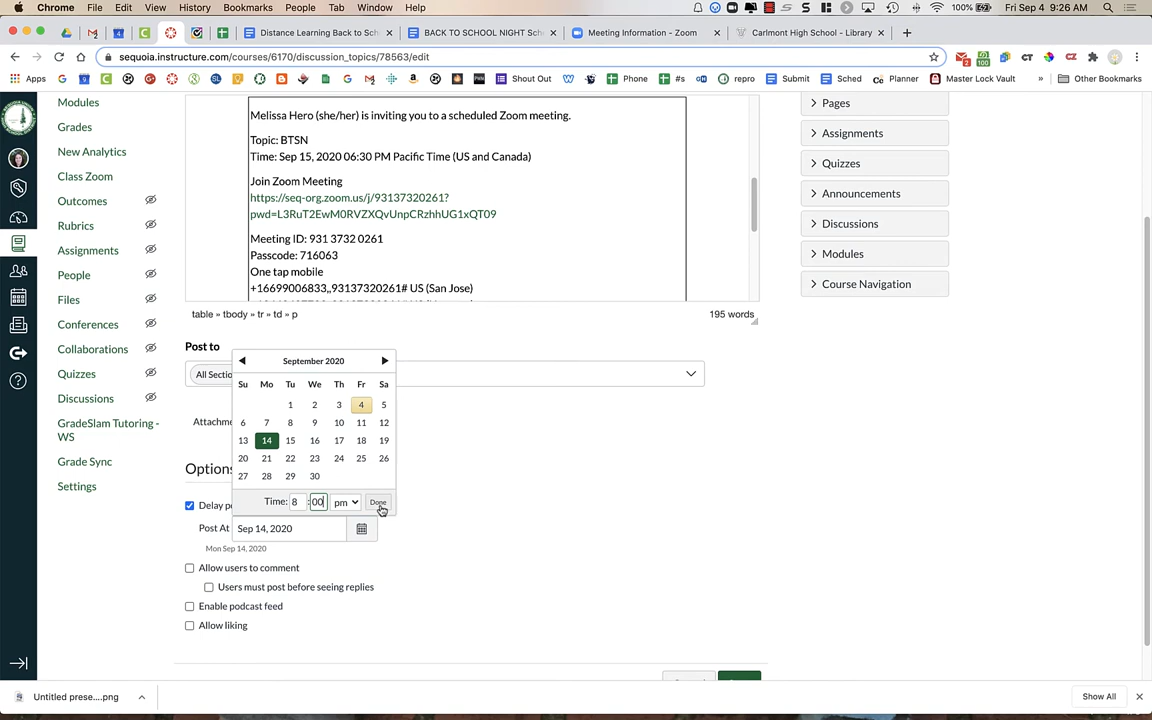 Chrome File Edit View History Bookmarks People Tab Window Help 100% Fri Sep 4 9:26 AM
Distance Learning Back to Sch × BACK TO SCHOOL NIGHT Sch × Meeting Information - Zoom × Carlmont High School - Library × +
sequoia.instructure.com/courses/6170/discussion_topics/78563/edit
Apps Shout Out Phone #s repro Submit Sched Planner Master Lock Vault » Other Bookmarks
Modules
Grades
New Analytics
Class Zoom
Outcomes
Rubrics
Assignments
People
Files
Conferences
Collaborations
Quizzes
Discussions
GradeSlam Tutoring -
WS
Grade Sync
Settings
Melissa Hero (she/her) is inviting you to a scheduled Zoom meeting.
Topic: BTSN
Time: Sep 15, 2020 06:30 PM Pacific Time (US and Canada)
Join Zoom Meeting
https://seq-org.zoom.us/j/93137320261?
pwd=L3RuT2EwM0RVZXQvUnpCRzhhUG1xQT09
Meeting ID: 931 3732 0261
Passcode: 716063
One tap mobile
+16699006833,,93137320261# US (San Jose)
table » tbody » tr » td » p 195 words
Post to
All Sectio
Attachme
September 2020
Su Mo Tu We Th Fr Sa
1 2 3 4 5
6 7 8 9 10 11 12
13 14 15 16 17 18 19
20 21 22 23 24 25 26
27 28 29 30
Time: 8 : 00 pm Done
Options
Delay po
Post At Sep 14, 2020
Mon Sep 14, 2020
Allow users to comment
Users must post before seeing replies
Enable podcast feed
Allow liking
Pages
Assignments
Quizzes
Announcements
Discussions
Modules
Course Navigation
Untitled prese....png
Show All